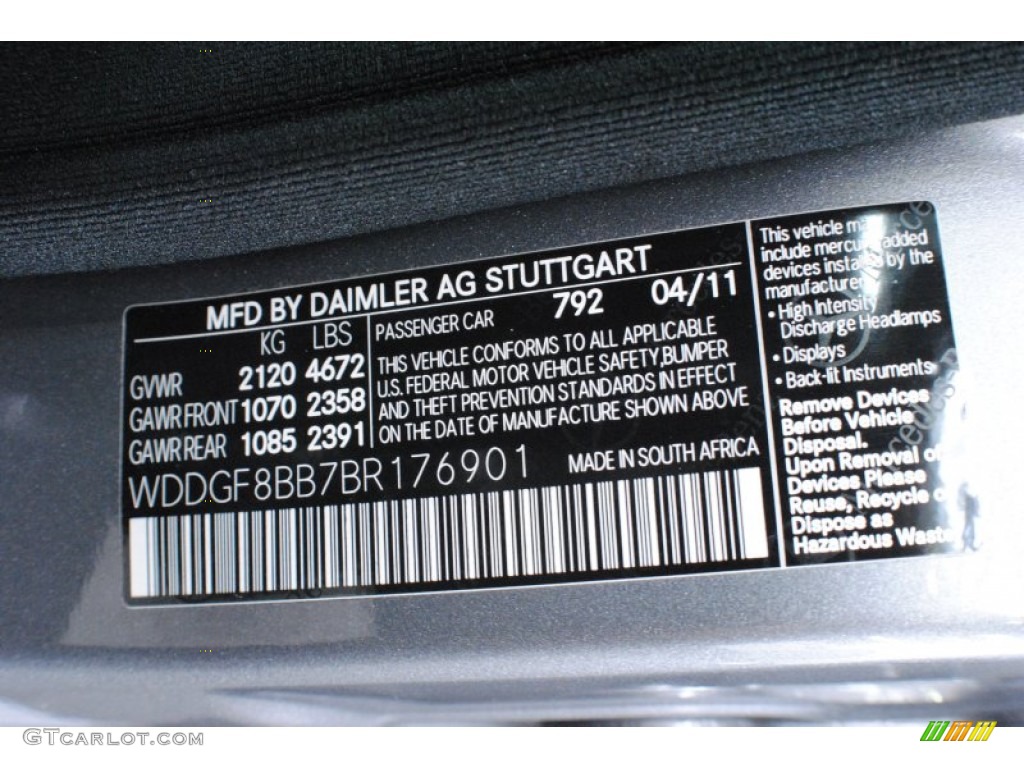 MFD BY DAIMLER AG STUTTGART
KG LBS
GVWR 2120 4672
GAWR FRONT 1070 2358
GAWR REAR 1085 2391
PASSENGER CAR 792 04/11
THIS VEHICLE CONFORMS TO ALL APPLICABLE
U.S. FEDERAL MOTOR VEHICLE SAFETY, BUMPER
AND THEFT PREVENTION STANDARDS IN EFFECT
ON THE DATE OF MANUFACTURE SHOWN ABOVE
WDDGF8BB7BR176901
MADE IN SOUTH AFRICA
This vehicle
include added
devices by the
manufacturer
• High Intensity
Discharge Headlamps
• Displays
• Back-lit Instruments
Remove Devices
Before Vehicle
Disposal.
Upon Removal of
Devices Please
Reuse, Recycle
Dispose as
Hazardous Waste
GTcarlot.com